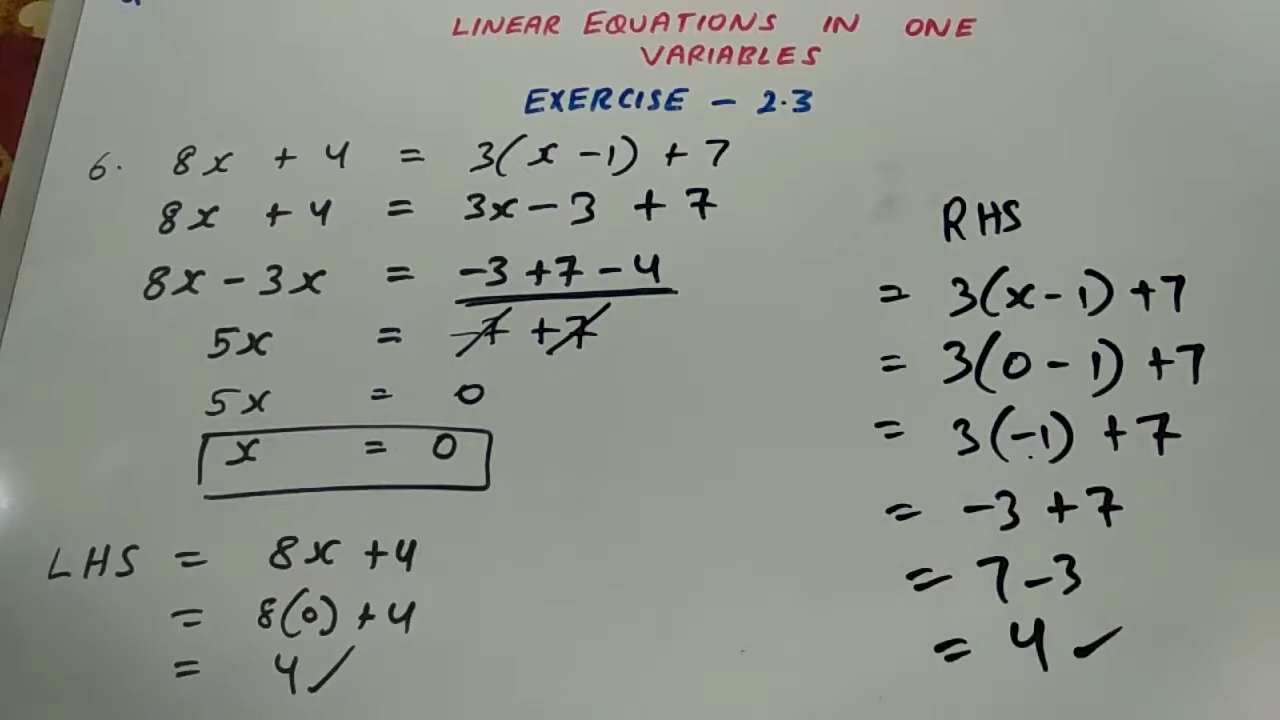 LINEAR EQUATIONS IN ONE
VARIABLES
EXERCISE - 2.3
6. 8x + 4 = 3(x - 1) + 7
8x + 4 = 3x - 3 + 7
8x - 3x = -3 + 7 - 4
5x = -7 + 7
5x = 0
x = 0
LHS = 8x + 4
= 8(0) + 4
= 4 ✓
RHS
= 3(x - 1) + 7
= 3(0 - 1) + 7
= 3(-1) + 7
= -3 + 7
= 7 - 3
= 4 ✓